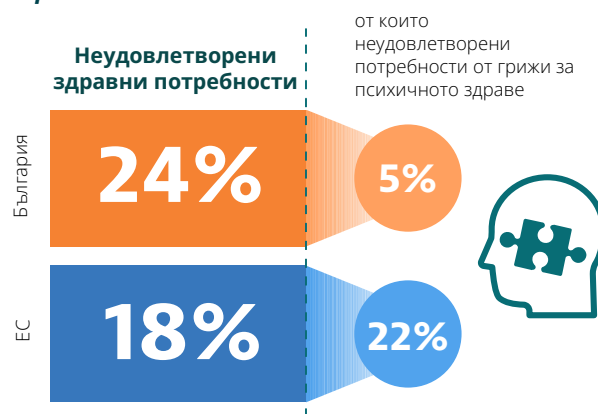 Неудовлетворени
здравни потребности
от които
неудовлетворени
потребности от грижи за
психичното здраве
България
24%
5%
ЕС
18%
22%